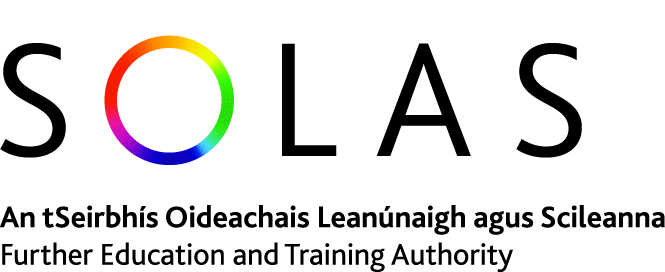 SOLAS
An tSeirbhís Oideachais Leanúnaigh agus Scileanna
Further Education and Training Authority